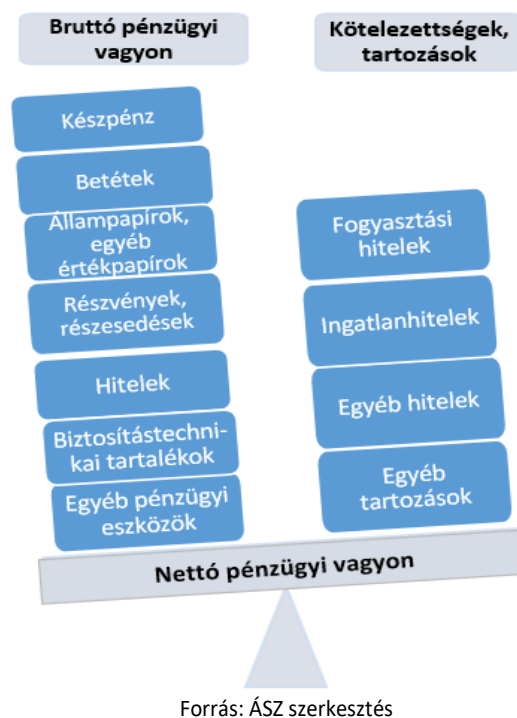 Bruttó pénzügyi
vagyon
Készpénz
Betétek
Állampapírok,
egyéb
értékpapírok
Részvények,
részesedések
Hitelek
Biztosítástechni-
kai tartalékok
Egyéb pénzügyi
eszközök
Kötelezettségek,
tartozások
Fogyasztási
hitelek
Ingatlanhitelek
Egyéb hitelek
Egyéb
tartozások
Nettó pénzügyi vagyon
Forrás: ÁSZ szerkesztés